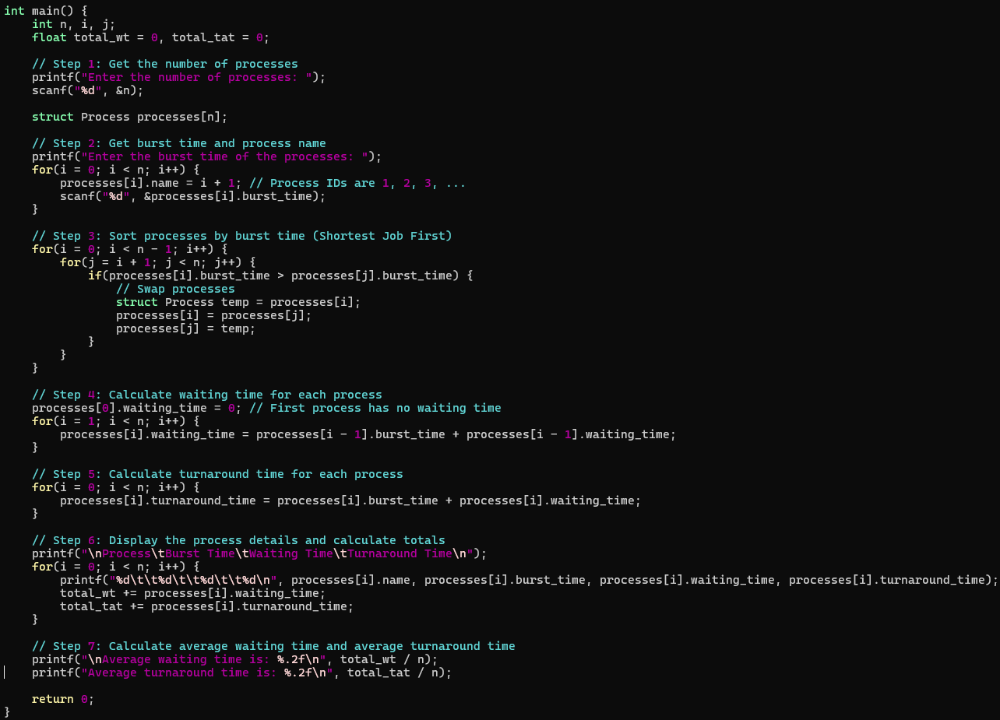 int main() {
    int n, i, j;
    float total_wt = 0, total_tat = 0;

    // Step 1: Get the number of processes
    printf("Enter the number of processes: ");
    scanf("%d", &n);

    struct Process processes[n];

    // Step 2: Get burst time and process name
    printf("Enter the burst time of the processes: ");
    for(i = 0; i < n; i++) {
        processes[i].name = i + 1; // Process IDs are 1, 2, 3, ...
        scanf("%d", &processes[i].burst_time);
    }

    // Step 3: Sort processes by burst time (Shortest Job First)
    for(i = 0; i < n - 1; i++) {
        for(j = i + 1; j < n; j++) {
            if(processes[i].burst_time > processes[j].burst_time) {
                // Swap processes
                struct Process temp = processes[i];
                processes[i] = processes[j];
                processes[j] = temp;
            }
        }
    }

    // Step 4: Calculate waiting time for each process
    processes[0].waiting_time = 0; // First process has no waiting time
    for(i = 1; i < n; i++) {
        processes[i].waiting_time = processes[i - 1].burst_time + processes[i - 1].waiting_time;
    }

    // Step 5: Calculate turnaround time for each process
    for(i = 0; i < n; i++) {
        processes[i].turnaround_time = processes[i].burst_time + processes[i].waiting_time;
    }

    // Step 6: Display the process details and calculate totals
    printf("\nProcess\tBurst Time\tWaiting Time\tTurnaround Time\n");
    for(i = 0; i < n; i++) {
        printf("%d\t\t%d\t\t%d\t\t%d\n", processes[i].name, processes[i].burst_time, processes[i].waiting_time, processes[i].turnaround_time);
        total_wt += processes[i].waiting_time;
        total_tat += processes[i].turnaround_time;
    }

    // Step 7: Calculate average waiting time and average turnaround time
    printf("\nAverage waiting time is: %.2f\n", total_wt / n);
    printf("Average turnaround time is: %.2f\n", total_tat / n);

    return 0;
}